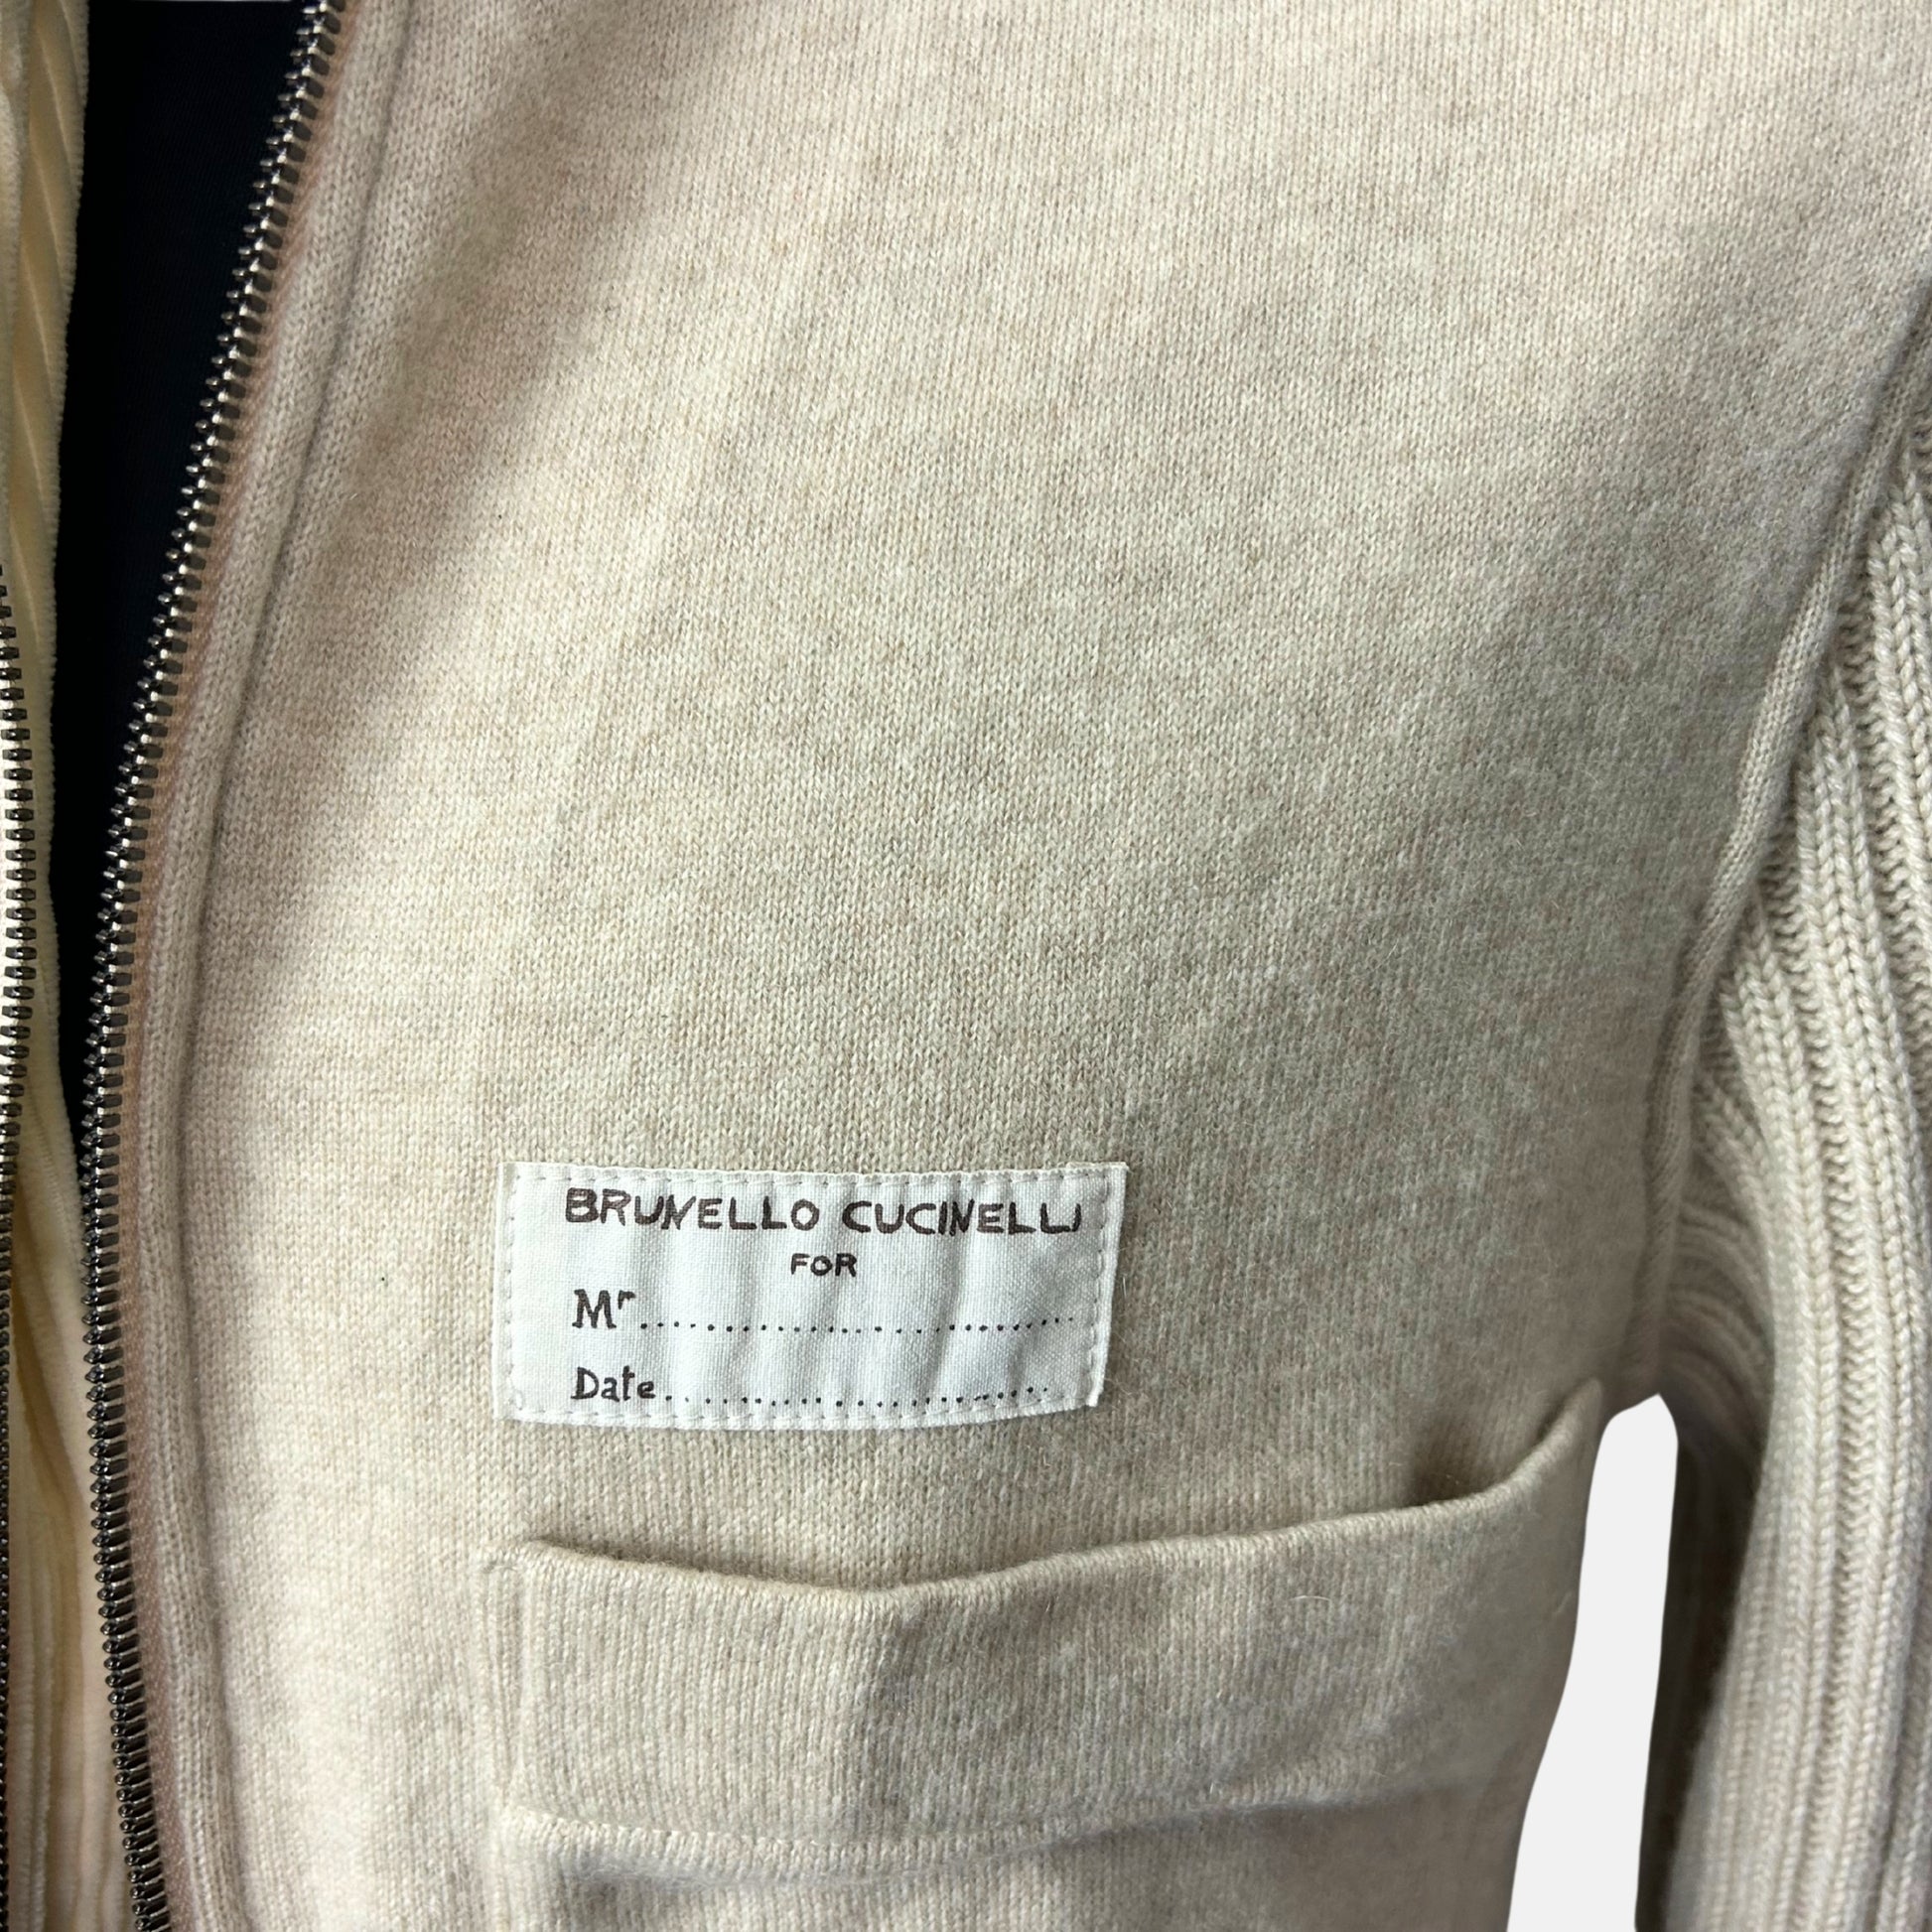 BRUNELLO CUCINELLI
FOR
Mr.............................
Date...........................